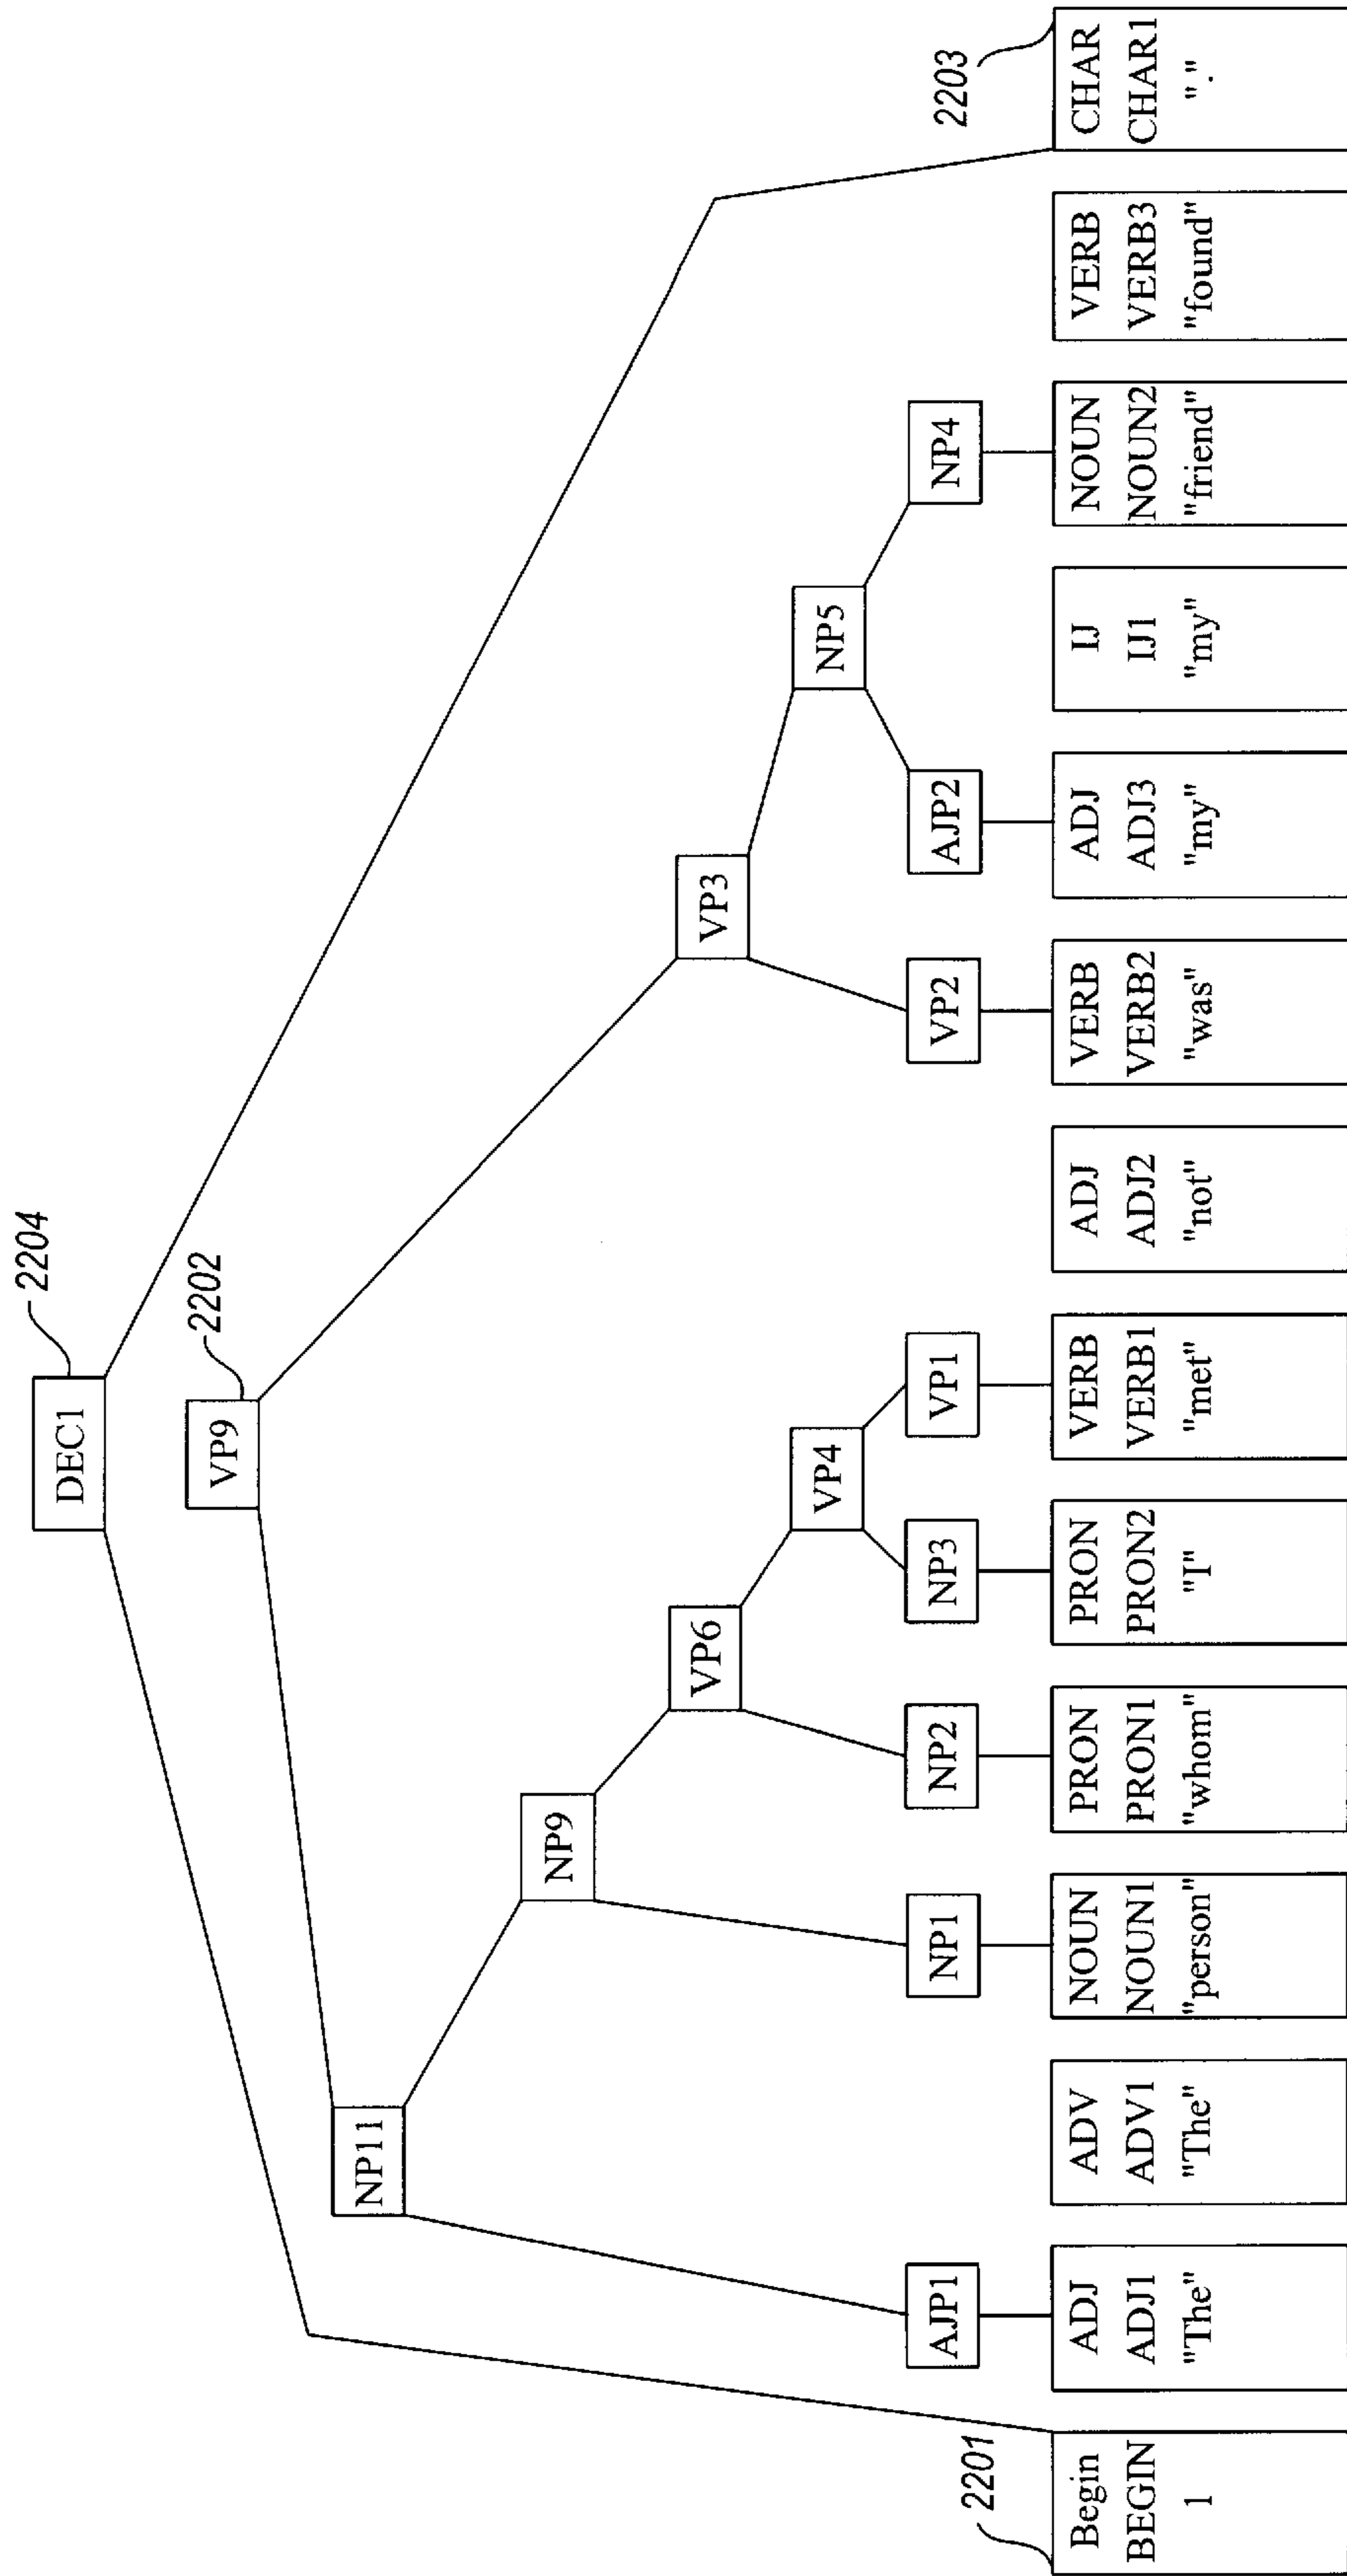 2204
DEC1
2202
VP9
NP11
NP9
VP6
VP3
VP4
NP5
AJP1
NP1
NP2
NP3
VP1
VP2
AJP2
NP4
2201
2203
Begin
BEGIN
1
ADJ
ADJ1
"The"
ADV
ADV1
"The"
NOUN
NOUN1
"person"
PRON
PRON1
"whom"
PRON
PRON2
"I"
VERB
VERB1
"met"
ADJ
ADJ2
"not"
VERB
VERB2
"was"
ADJ
ADJ3
"my"
IJ
IJ1
"my"
NOUN
NOUN2
"friend"
VERB
VERB3
"found"
CHAR
CHAR1
"."